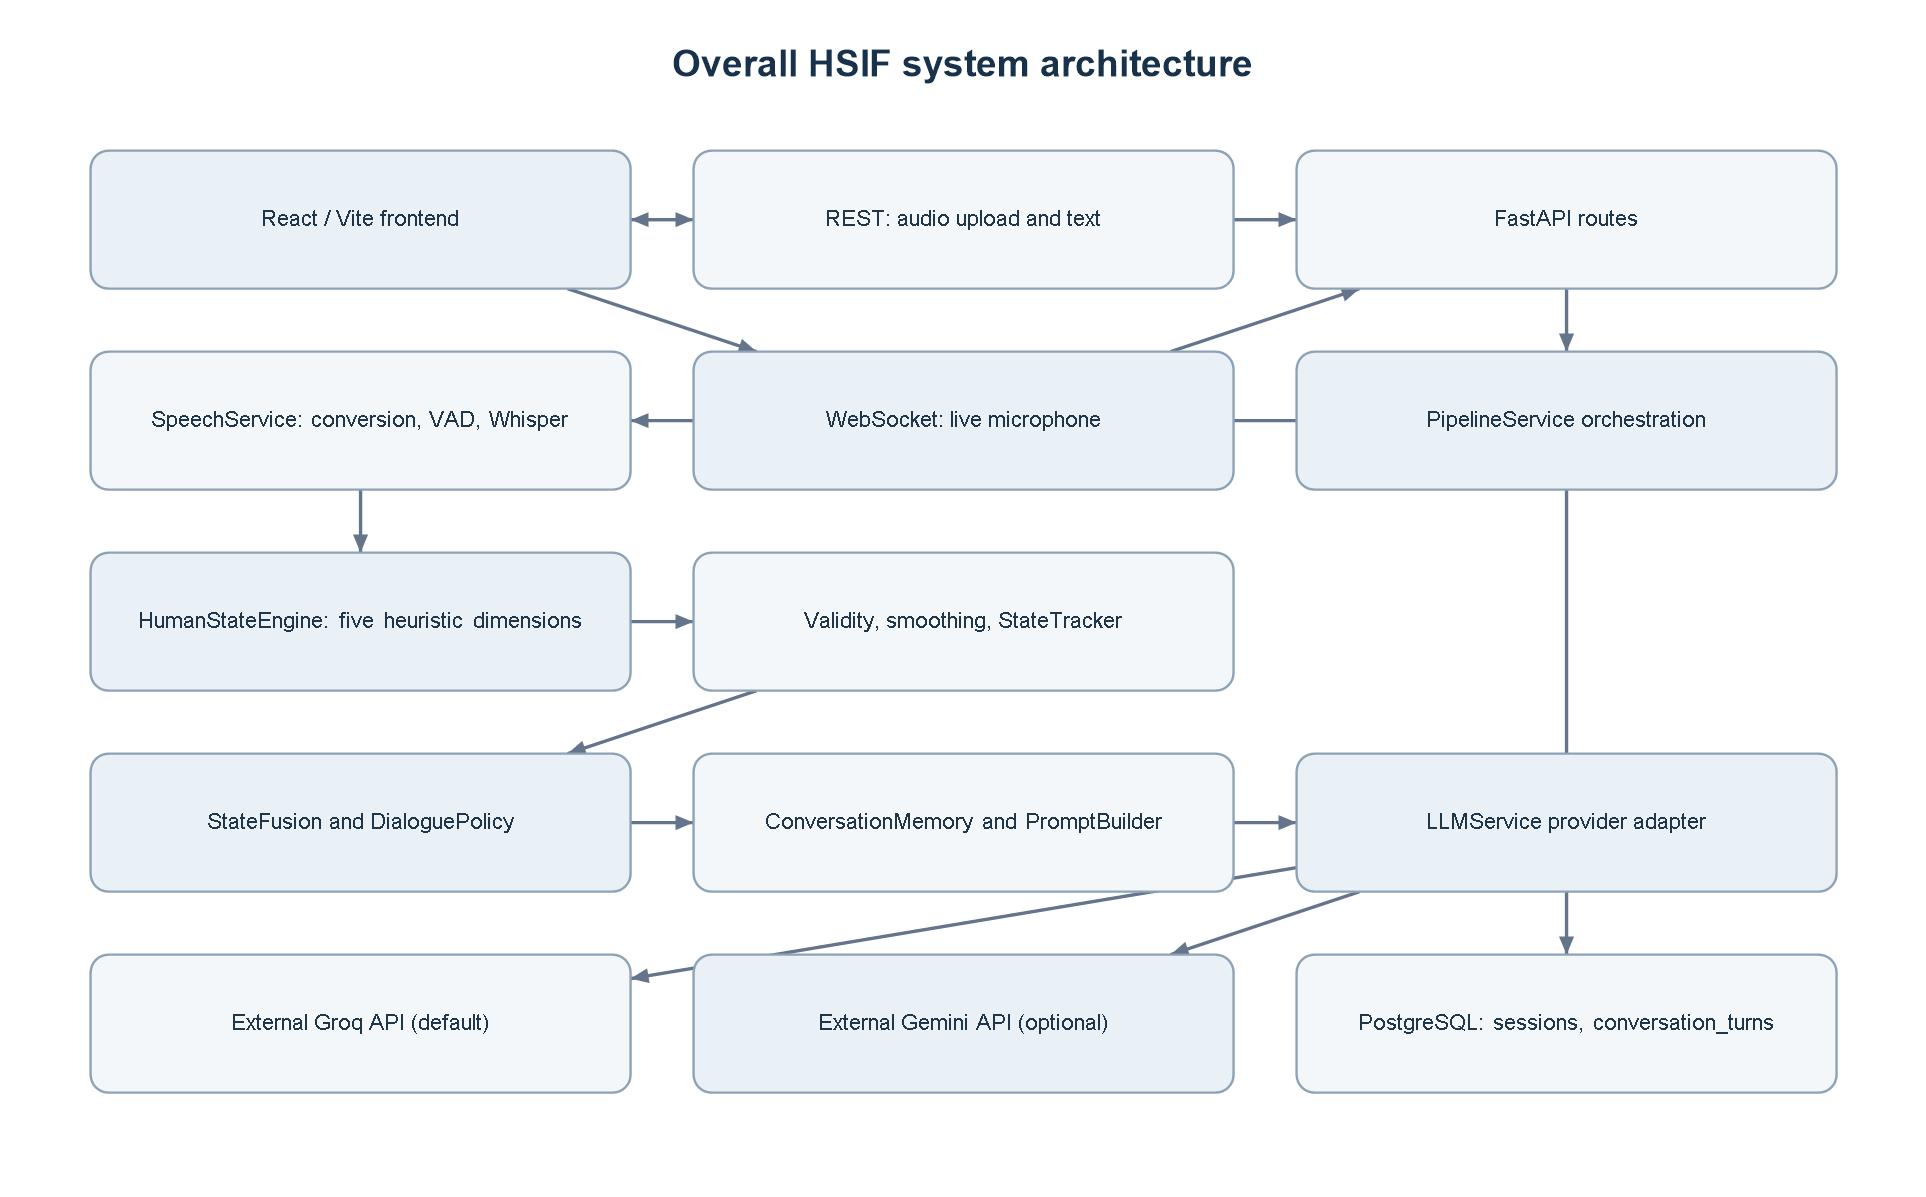 Overall HSIF system architecture
React / Vite frontend
REST: audio upload and text
FastAPI routes
SpeechService: conversion, VAD, Whisper
WebSocket: live microphone
PipelineService orchestration
HumanStateEngine: five heuristic dimensions
Validity, smoothing, StateTracker
StateFusion and DialoguePolicy
ConversationMemory and PromptBuilder
LLMService provider adapter
External Groq API (default)
External Gemini API (optional)
PostgreSQL: sessions, conversation_turns